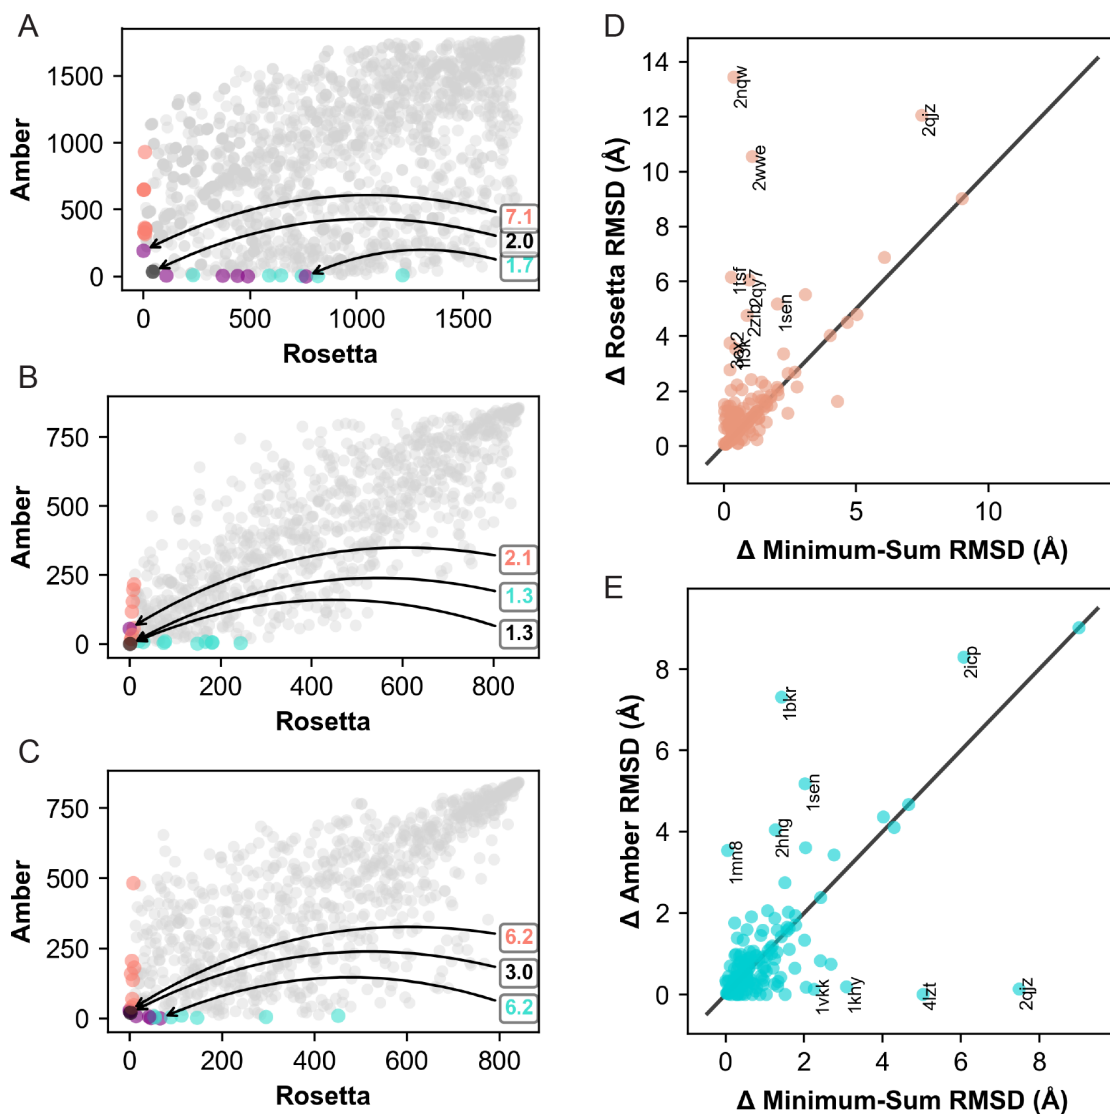 A
Amber
1500
1000
500
0
7.1
2.0
1.7
0 500 1000 1500
Rosetta
B
Amber
750
500
250
0
2.1
1.3
1.3
0 200 400 600 800
Rosetta
C
Amber
750
500
250
0
6.2
3.0
6.2
0 200 400 600 800
Rosetta
D
Δ Rosetta RMSD (Å)
14
12
10
8
6
4
2
0
2nqw
2qjz
2wwe
1tsf
2qy7
2zib
1sen
0 5 10
Δ Minimum-Sum RMSD (Å)
E
Δ Amber RMSD (Å)
8
6
4
2
0
2icp
1bkr
1sen
2hhg
1mn8
1vkk
1khy
4lzt
2qjz
0 2 4 6 8
Δ Minimum-Sum RMSD (Å)